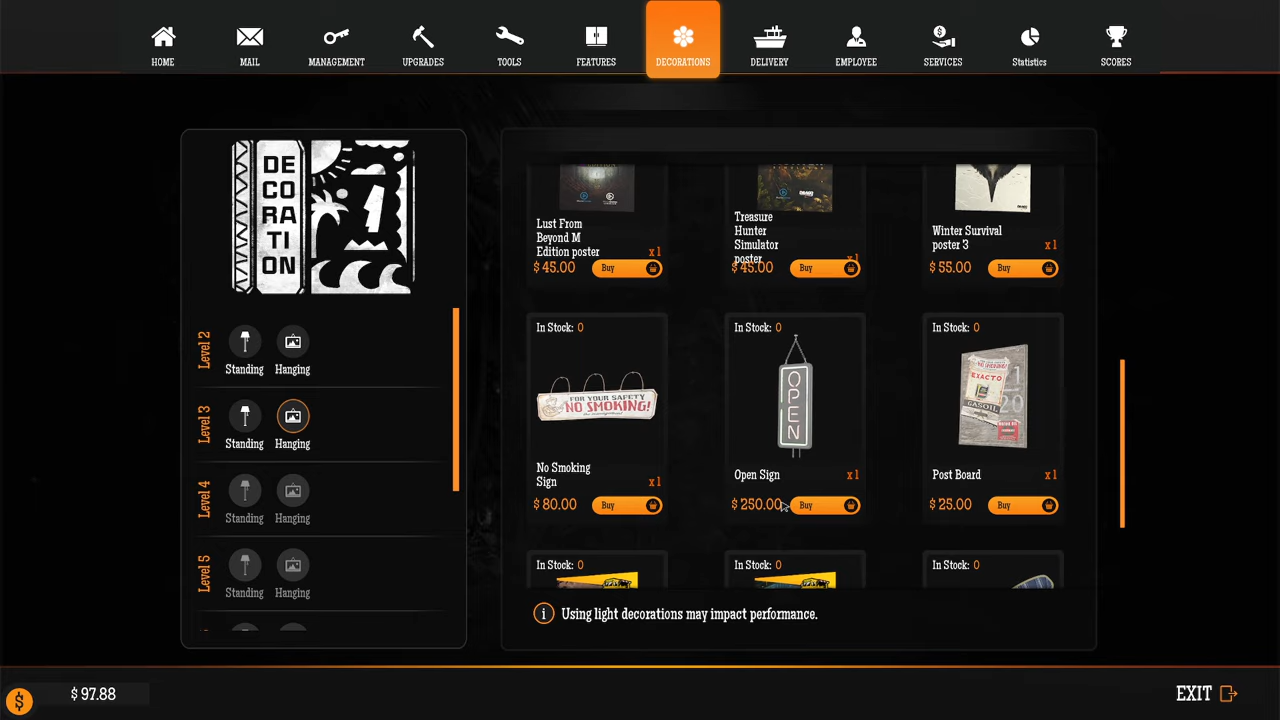 HOME
MAIL
MANAGEMENT
UPGRADES
TOOLS
FEATURES
DECORATIONS
DELIVERY
EMPLOYEE
SERVICES
Statistics
SCORES
DE
CO
RA
TI
ON
Level 2
Standing
Hanging
Level 3
Standing
Hanging
Level 4
Standing
Hanging
Level 5
Standing
Hanging
Lust From
Beyond M
Edition poster
x1
$ 45.00
Buy
Treasure
Hunter
Simulator
poster
x1
$ 45.00
Buy
Winter Survival
poster 3
x1
$ 55.00
Buy
In Stock: 0
FOR YOUR SAFETY
NO SMOKING!
No Smoking
Sign
x1
$ 80.00
Buy
In Stock: 0
OPEN
Open Sign
x1
$ 250.00
Buy
In Stock: 0
EXACTO
GASOIL
Post Board
x1
$ 25.00
Buy
In Stock: 0
In Stock: 0
In Stock: 0
i Using light decorations may impact performance.
$ $ 97.88
EXIT